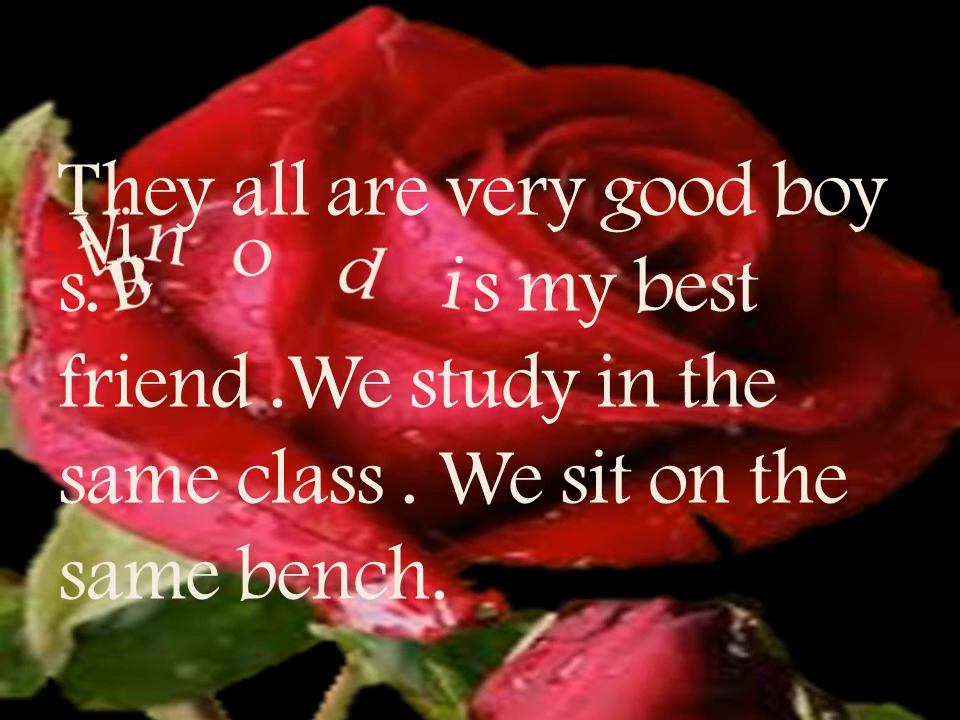 They all are very good boy
s. Vinod is my best
friend .We study in the
same class . We sit on the
same bench.